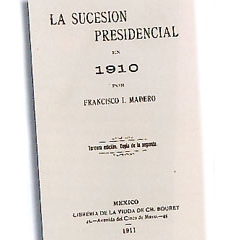 LA SUCESION
PRESIDENCIAL
EN
1910
POR
FRANCISCO I. MADERO
Tercera edición. Copia de la segunda
MEXICO
LIBRERIA DE LA VIUDA DE CH. BOURET
Avenida del Cinco de Mayo.—45
1911